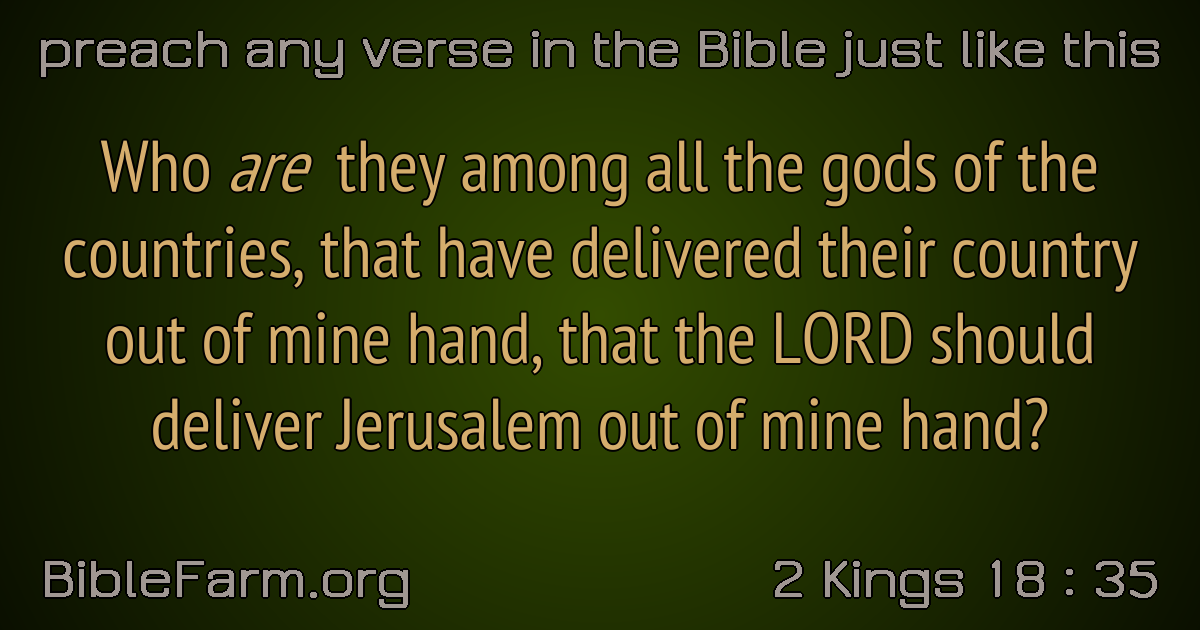 preach any verse in the Bible just like this
Who are they among all the gods of the
countries, that have delivered their country
out of mine hand, that the LORD should
deliver Jerusalem out of mine hand?
BibleFarm.org
2 Kings 18 : 35